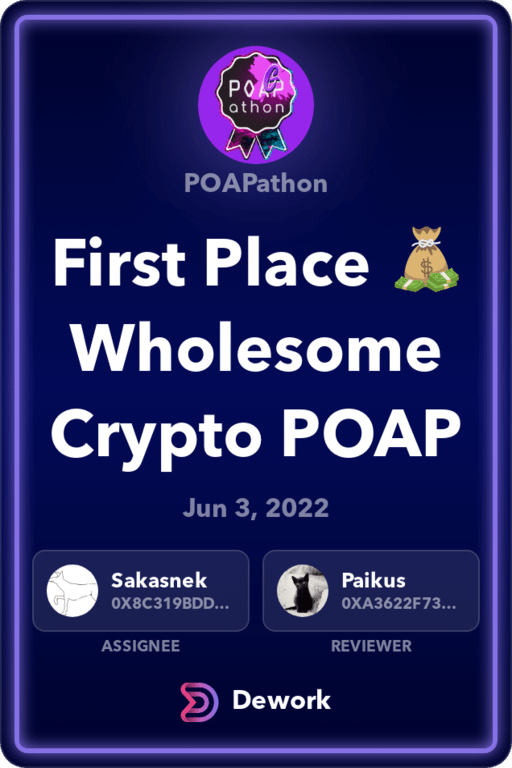 POAP
athon
POAPathon
First Place 💰
Wholesome
Crypto POAP
Jun 3, 2022
Sakasnek
0X8C319BDD...
Paikus
0XA3622F73...
ASSIGNEE
REVIEWER
Dework